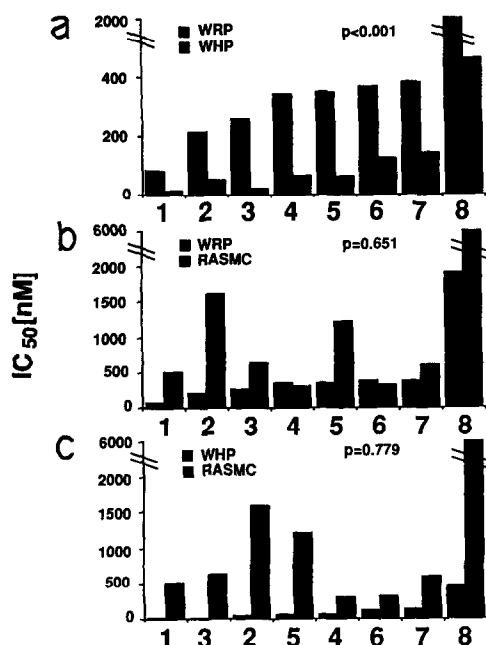 a
2000
400
200
0
WRP
WHP
p<0.001
1 2 3 4 5 6 7 8
b
6000
2000
1500
1000
500
0
WRP
RASMC
p=0.651
1 2 3 4 5 6 7 8
IC50[nM]
c
6000
2000
1500
1000
500
0
WHP
RASMC
p=0.779
1 3 2 5 4 6 7 8